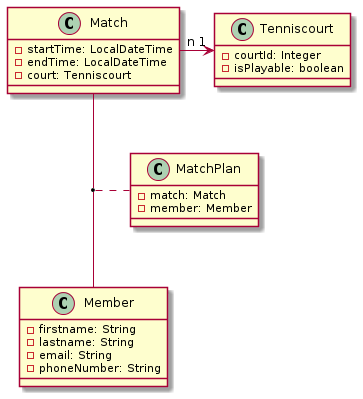 C Match
startTime: LocalDateTime
endTime: LocalDateTime
court: Tenniscourt
n 1
C Tenniscourt
courtId: Integer
isPlayable: boolean
C MatchPlan
match: Match
member: Member
C Member
firstname: String
lastname: String
email: String
phoneNumber: String